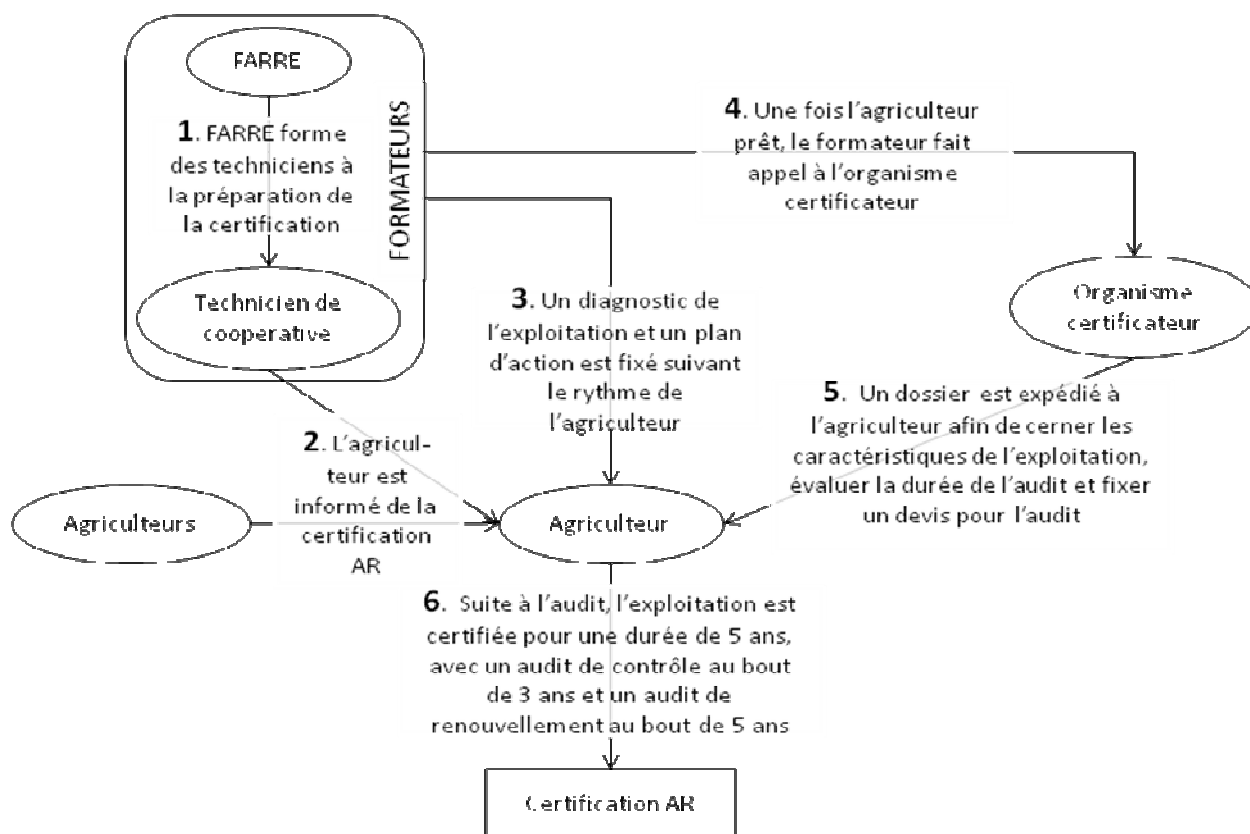 FARRE
1. FARRE forme
des techniciens à
la préparation de
la certification
FORMATEURS
Technicien de
cooperative
4. Une fois l'agriculteur
prêt, le formateur fait
appel à l'organisme
certificateur
Organisme
certificateur
3. Un diagnostic de
l'exploitation et un plan
d'action est fixé suivant
le rythme de
l'agriculteur
5. Un dossier est expédié à
l'agriculteur afin de cerner les
caractéristiques de l'exploitation,
évaluer la durée de l'audit et fixer
un devis pour l'audit
2. L'agricul-
teur est
informé de la
certification
AR
Agriculteurs
Agriculteur
6. Suite à l'audit, l'exploitation est
certifiée pour une durée de 5 ans,
avec un audit de contrôle au bout
de 3 ans et un audit de
renouvellement au bout de 5 ans
Certification AR